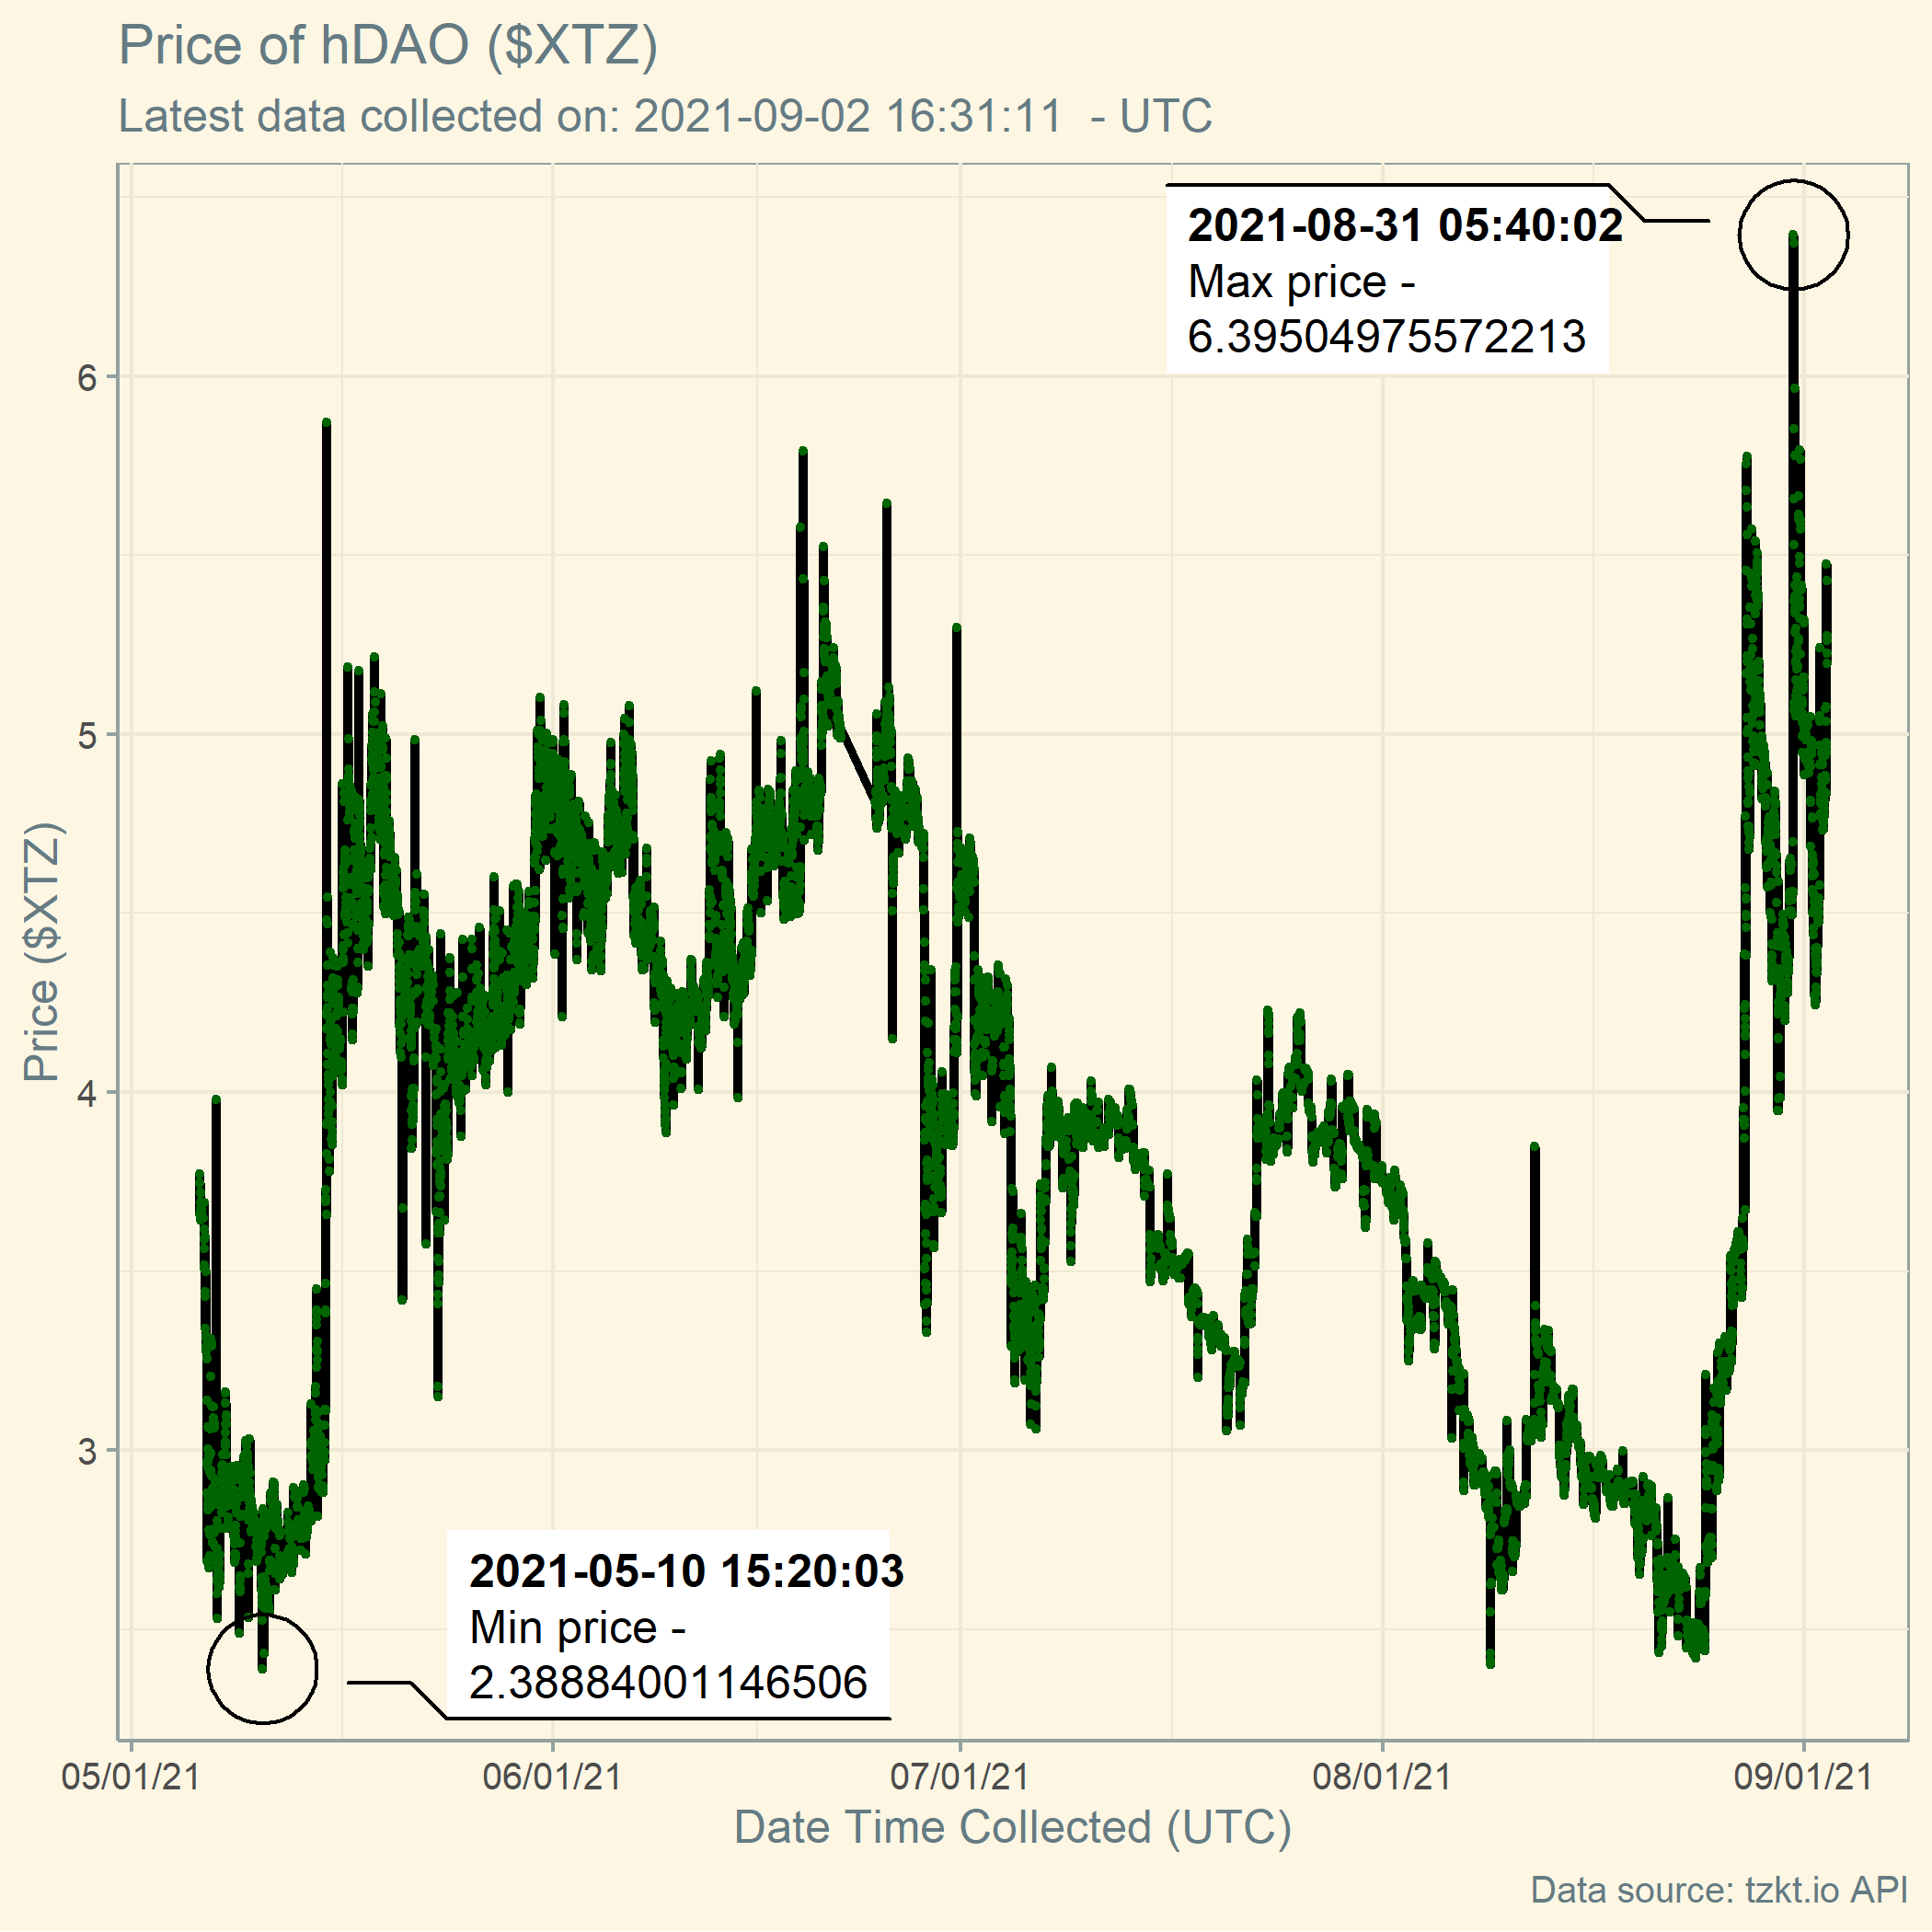 Price of hDAO ($XTZ)
Latest data collected on: 2021-09-02 16:31:11  - UTC
2021-08-31 05:40:02
Max price -
6.39504975572213
6
5
Price ($XTZ)
4
3
2021-05-10 15:20:03
Min price -
2.38884001146506
05/01/21 06/01/21 07/01/21 08/01/21 09/01/21
Date Time Collected (UTC)
Data source: tzkt.io API